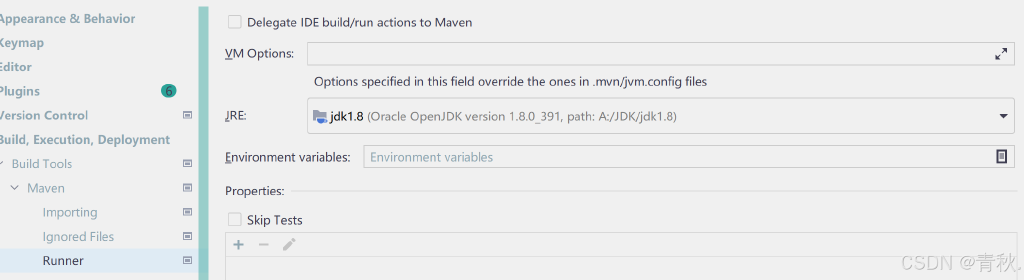 Appearance & Behavior
Keymap
Editor
Plugins 6
Version Control
Build, Execution, Deployment
Build Tools
Maven
Importing
Ignored Files
Runner
Delegate IDE build/run actions to Maven
VM Options:
Options specified in this field override the ones in .mvn/jvm.config files
JRE: jdk1.8 (Oracle OpenJDK version 1.8.0_391, path: A:/JDK/jdk1.8)
Environment variables: Environment variables
Properties:
Skip Tests
CSDN @青秋.